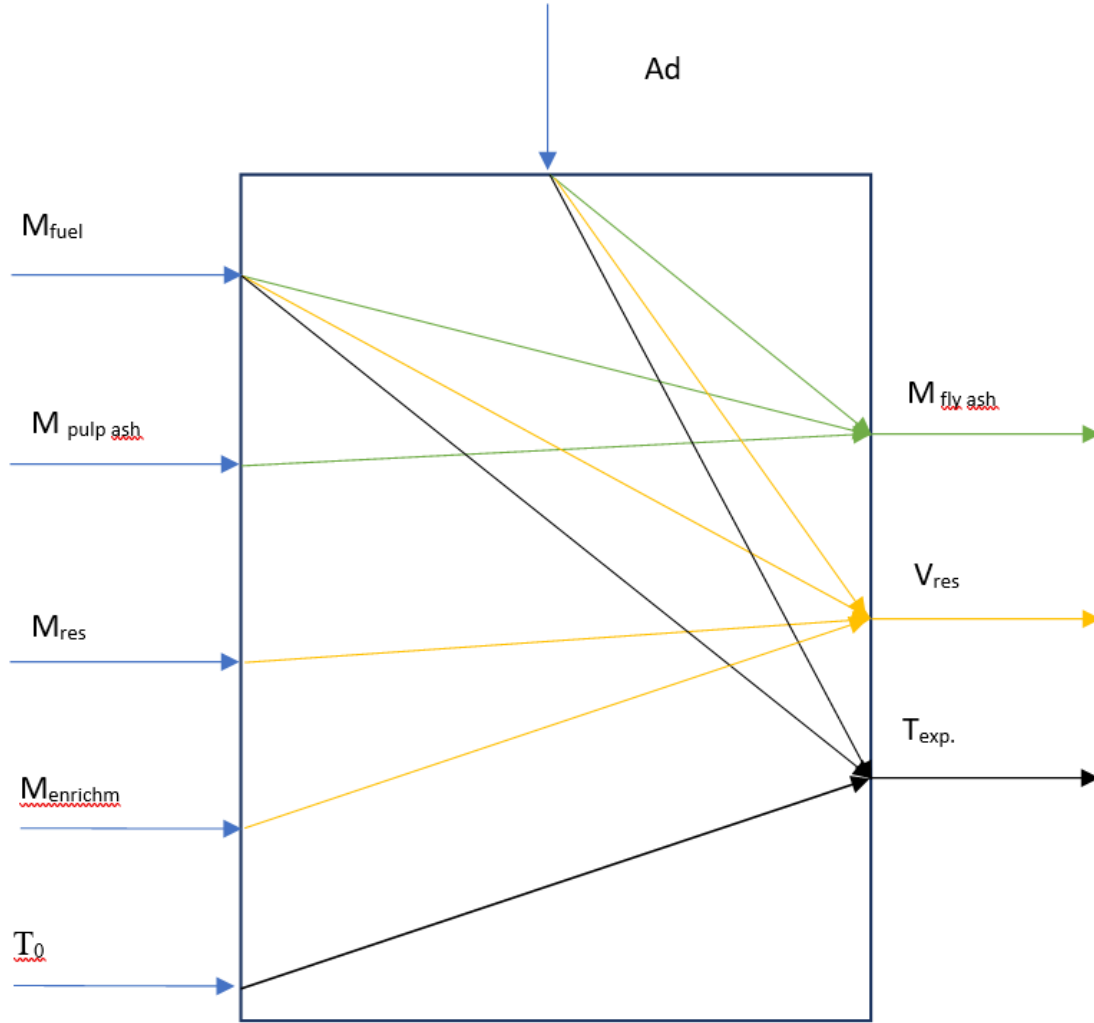 Ad
Mfuel
M pulp ash
M fly ash
Vres
Mres
Texp.
Menrichm
T0